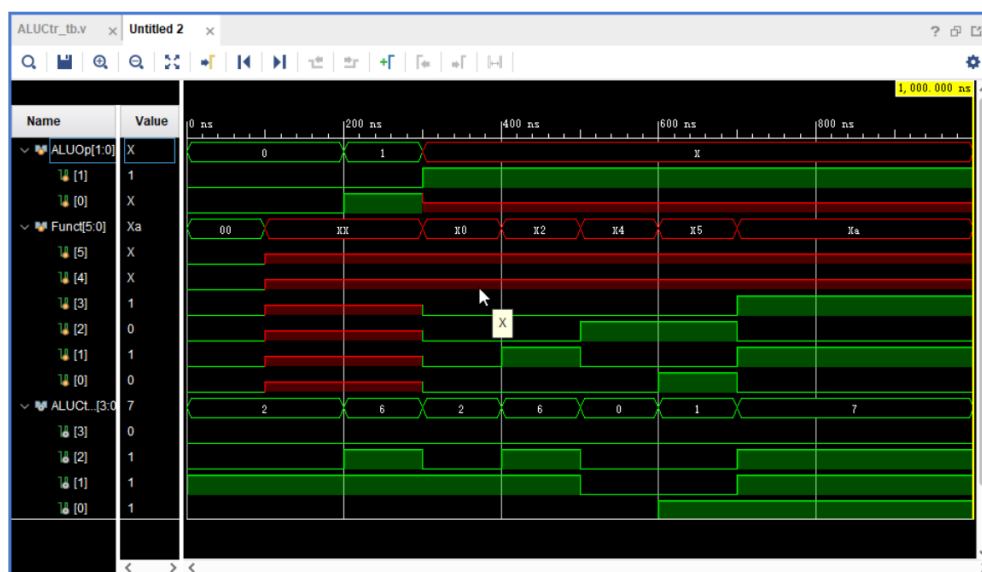 ALUCtr_tb.v × Untitled 2 ×
1,000.000 ns
Name Value 0 ns 200 ns 400 ns 600 ns 800 ns
ALUOp[1:0] X 0 1 X
[1] 1
[0] X
Funct[5:0] Xa 00 XX X0 X2 X4 X5 Xa
[5] X
[4] X
[3] 1
X
[2] 0
[1] 1
[0] 0
ALUCt...[3:0 7 2 6 2 6 0 1 7
[3] 0
[2] 1
[1] 1
[0] 1